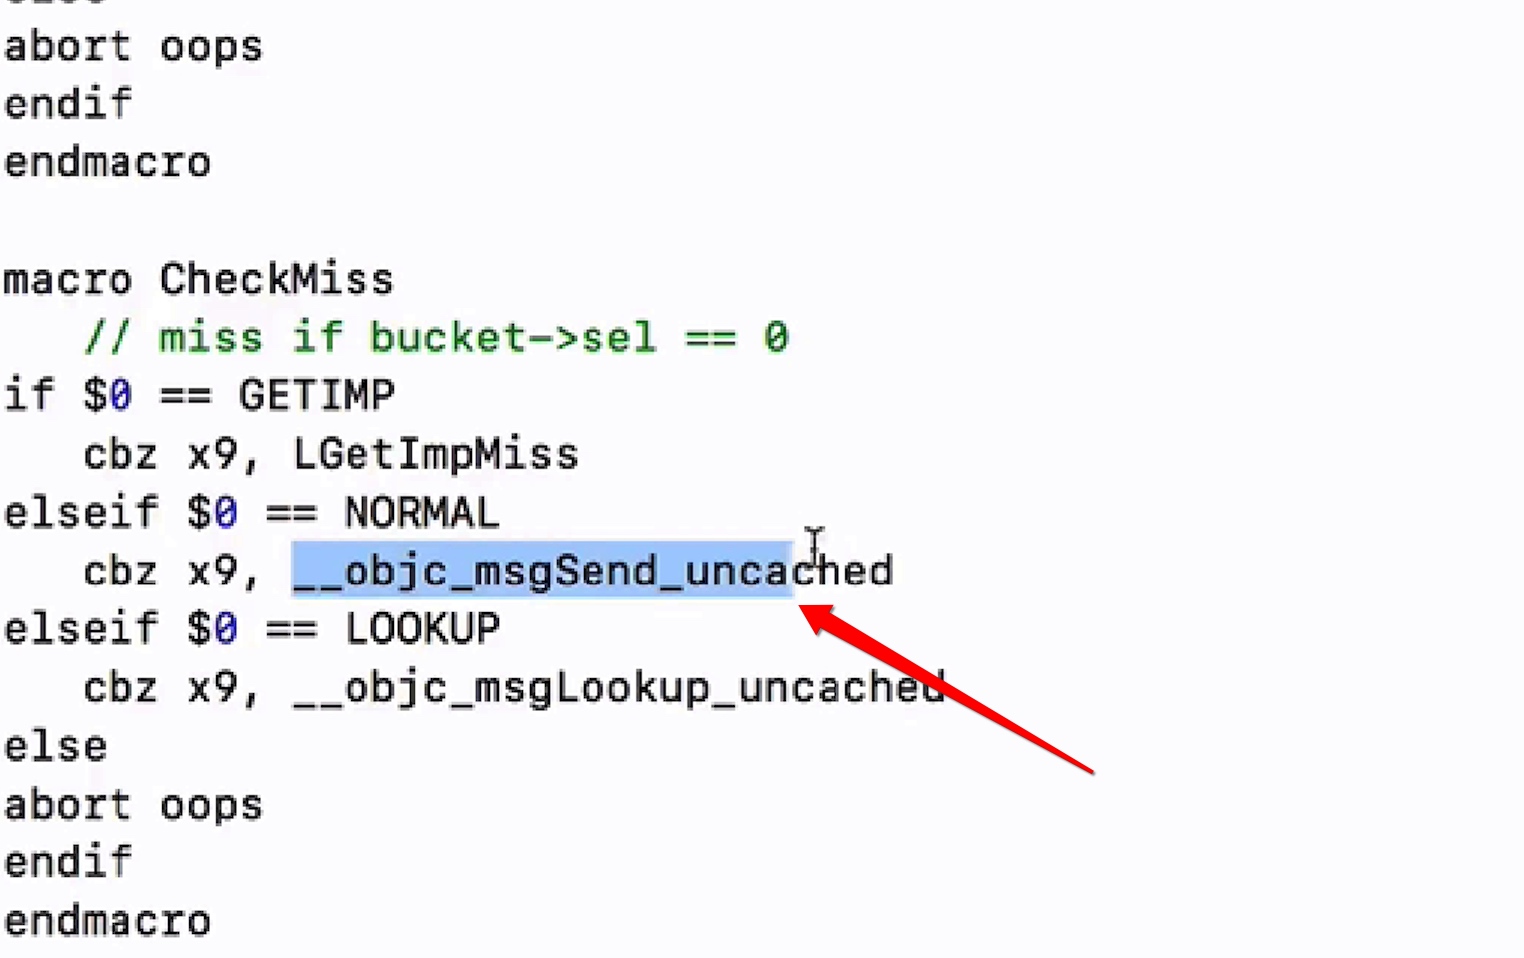 abort oops
endif
endmacro
macro CheckMiss
// miss if bucket->sel == 0
if $0 == GETIMP
cbz x9, LGetImpMiss
elseif $0 == NORMAL
cbz x9, __objc_msgSend_uncached
elseif $0 == LOOKUP
cbz x9, __objc_msgLookup_uncached
else
abort oops
endif
endmacro